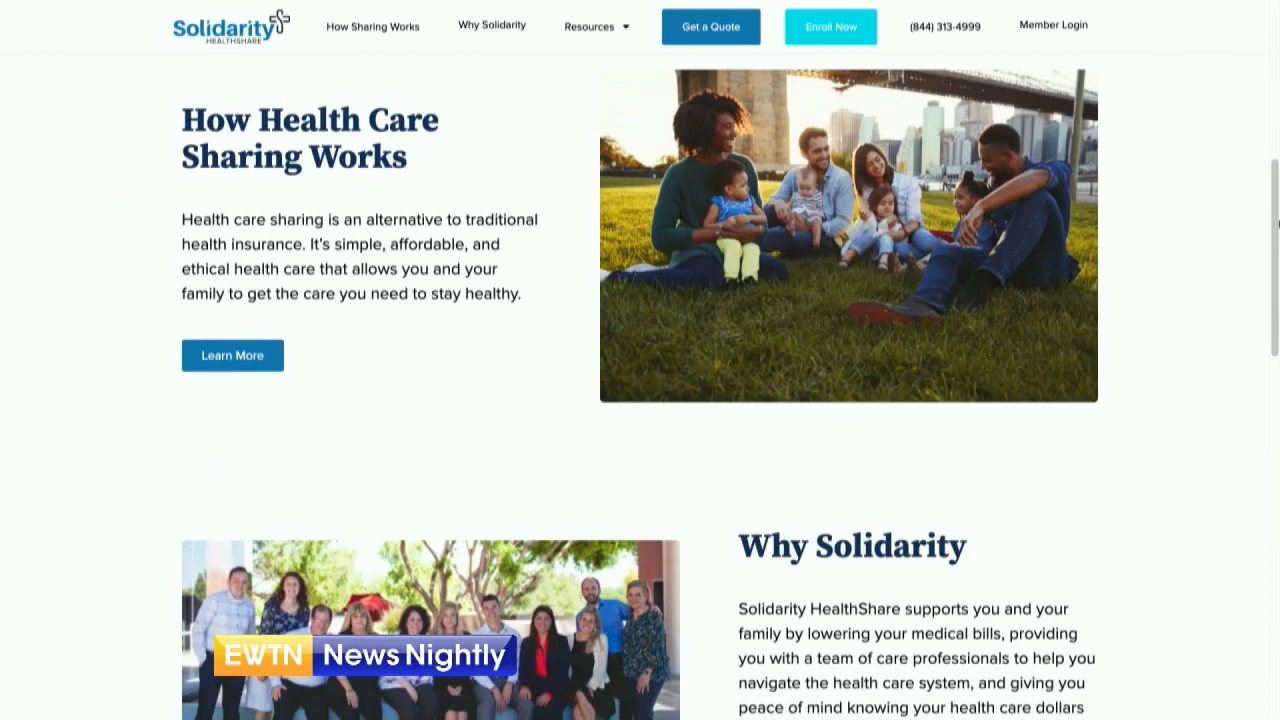 Solidarity
HEALTHSHARE
How Sharing Works
Why Solidarity
Resources
Get a Quote
Enroll Now
(844) 313-4999
Member Login
How Health Care
Sharing Works
Health care sharing is an alternative to traditional
health insurance. It's simple, affordable, and
ethical health care that allows you and your
family to get the care you need to stay healthy.
Learn More
Why Solidarity
Solidarity HealthShare supports you and your
family by lowering your medical bills, providing
you with a team of care professionals to help you
navigate the health care system, and giving you
peace of mind knowing your health care dollars
EWTN News Nightly